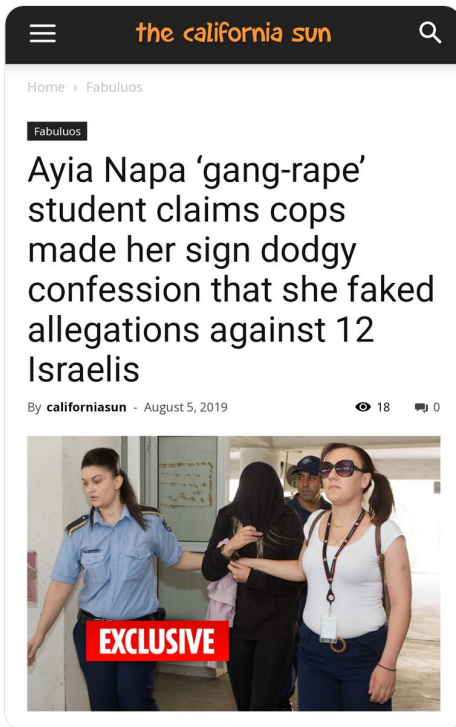 the california sun
Home › Fabuluos
Fabuluos
Ayia Napa ‘gang-rape’
student claims cops
made her sign dodgy
confession that she faked
allegations against 12
Israelis
By californiasun - August 5, 2019 18 0
EXCLUSIVE